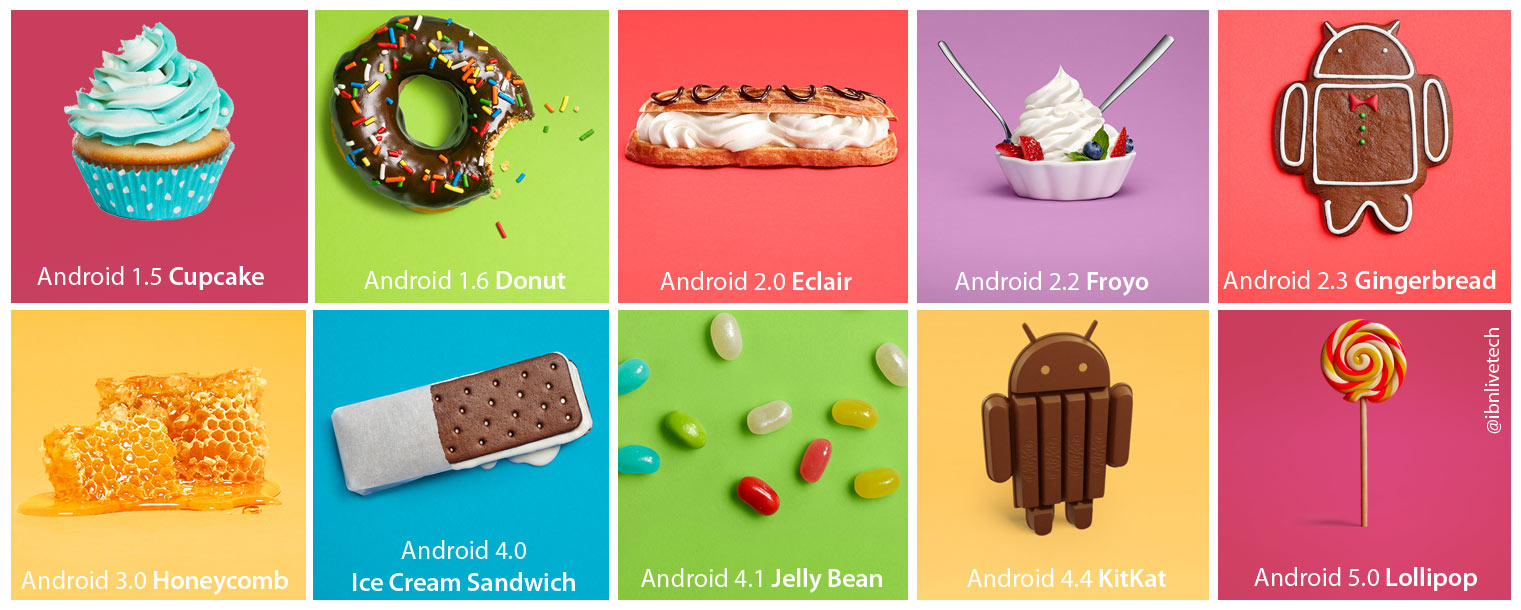 Android 1.5 Cupcake
Android 1.6 Donut
Android 2.0 Eclair
Android 2.2 Froyo
Android 2.3 Gingerbread
Android 3.0 Honeycomb
Android 4.0
Ice Cream Sandwich
Android 4.1 Jelly Bean
Android 4.4 KitKat
Android 5.0 Lollipop
@ibnlivetech